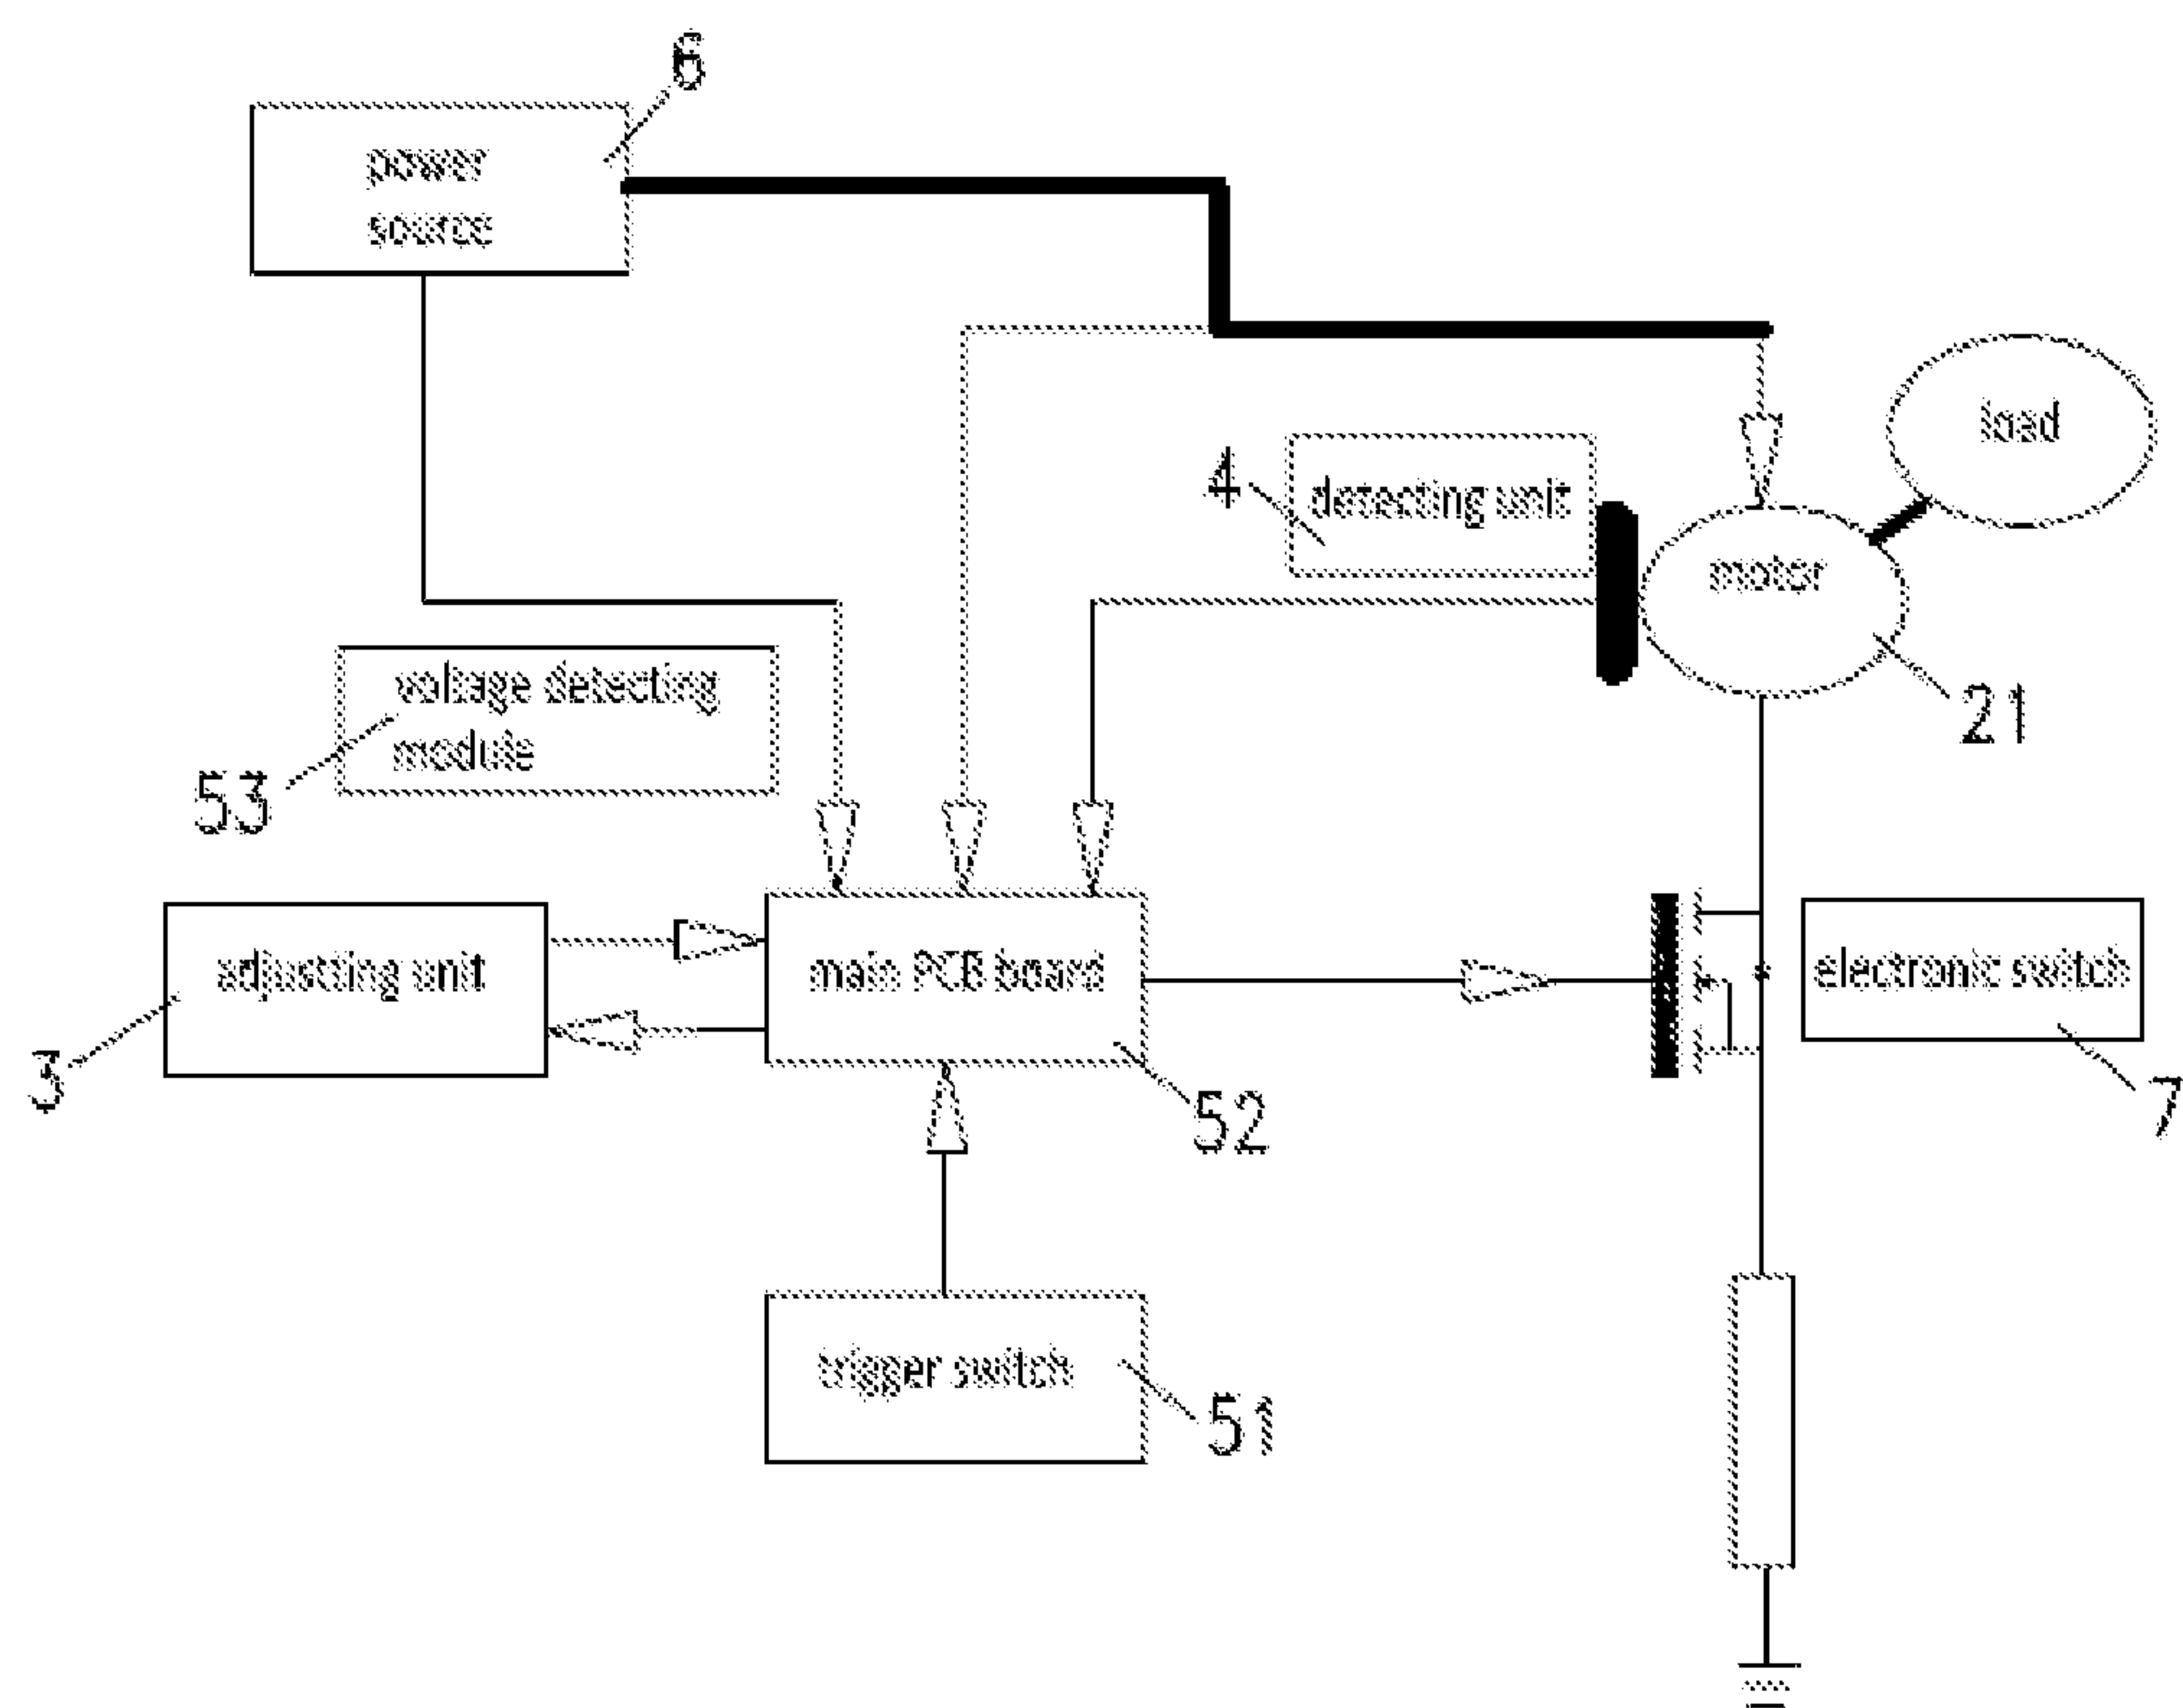 6
power
source
load
4
detecting unit
motor
21
voltage detecting
module
53
adjusting unit
main PCB board
electronic switch
3
52
7
trigger switch
51